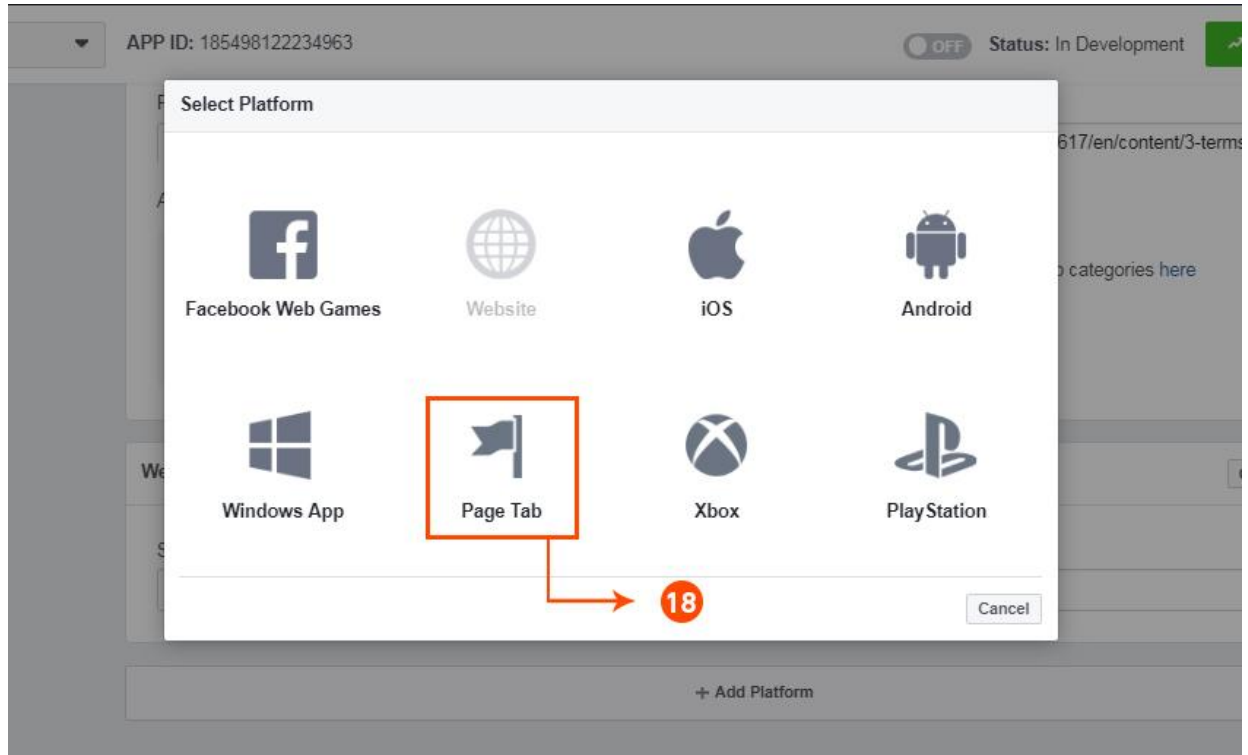 APP ID: 185498122234963
OFF
Status: In Development
Select Platform
617/en/content/3-terms
categories here
Facebook Web Games
Website
iOS
Android
We
Windows App
Page Tab
Xbox
PlayStation
18
Cancel
+ Add Platform